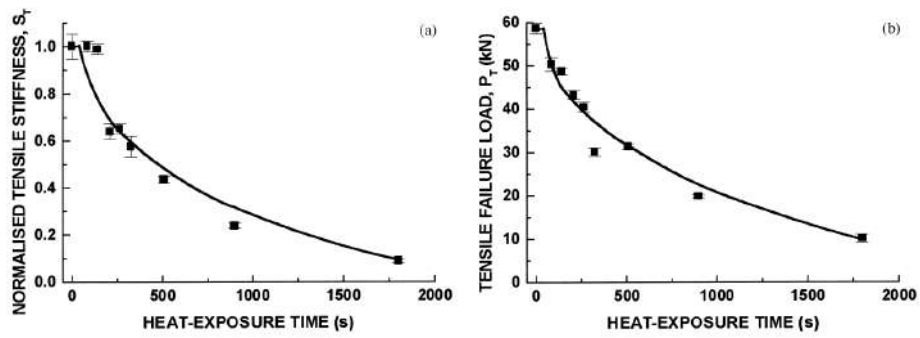 (a)
NORMALISED TENSILE STIFFNESS, S_T
1.0
0.8
0.6
0.4
0.2
0.0
0 500 1000 1500 2000
HEAT-EXPOSURE TIME (s)
(b)
TENSILE FAILURE LOAD, P_T (kN)
60
50
40
30
20
10
0
0 500 1000 1500 2000
HEAT-EXPOSURE TIME (s)